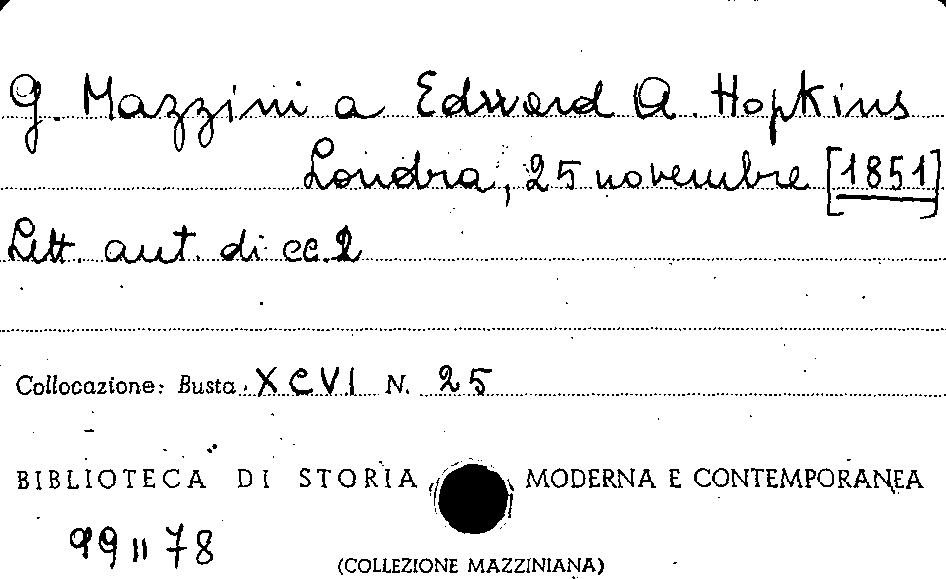 G. Mazzini a Edward A. Hopkins
Londra, 25 novembre [1851]
Lett. aut. di cc. 2
Collocazione: Busta XCVI N. 25
BIBLIOTECA DI STORIA MODERNA E CONTEMPORANEA
99 11 78
(COLLEZIONE MAZZINIANA)